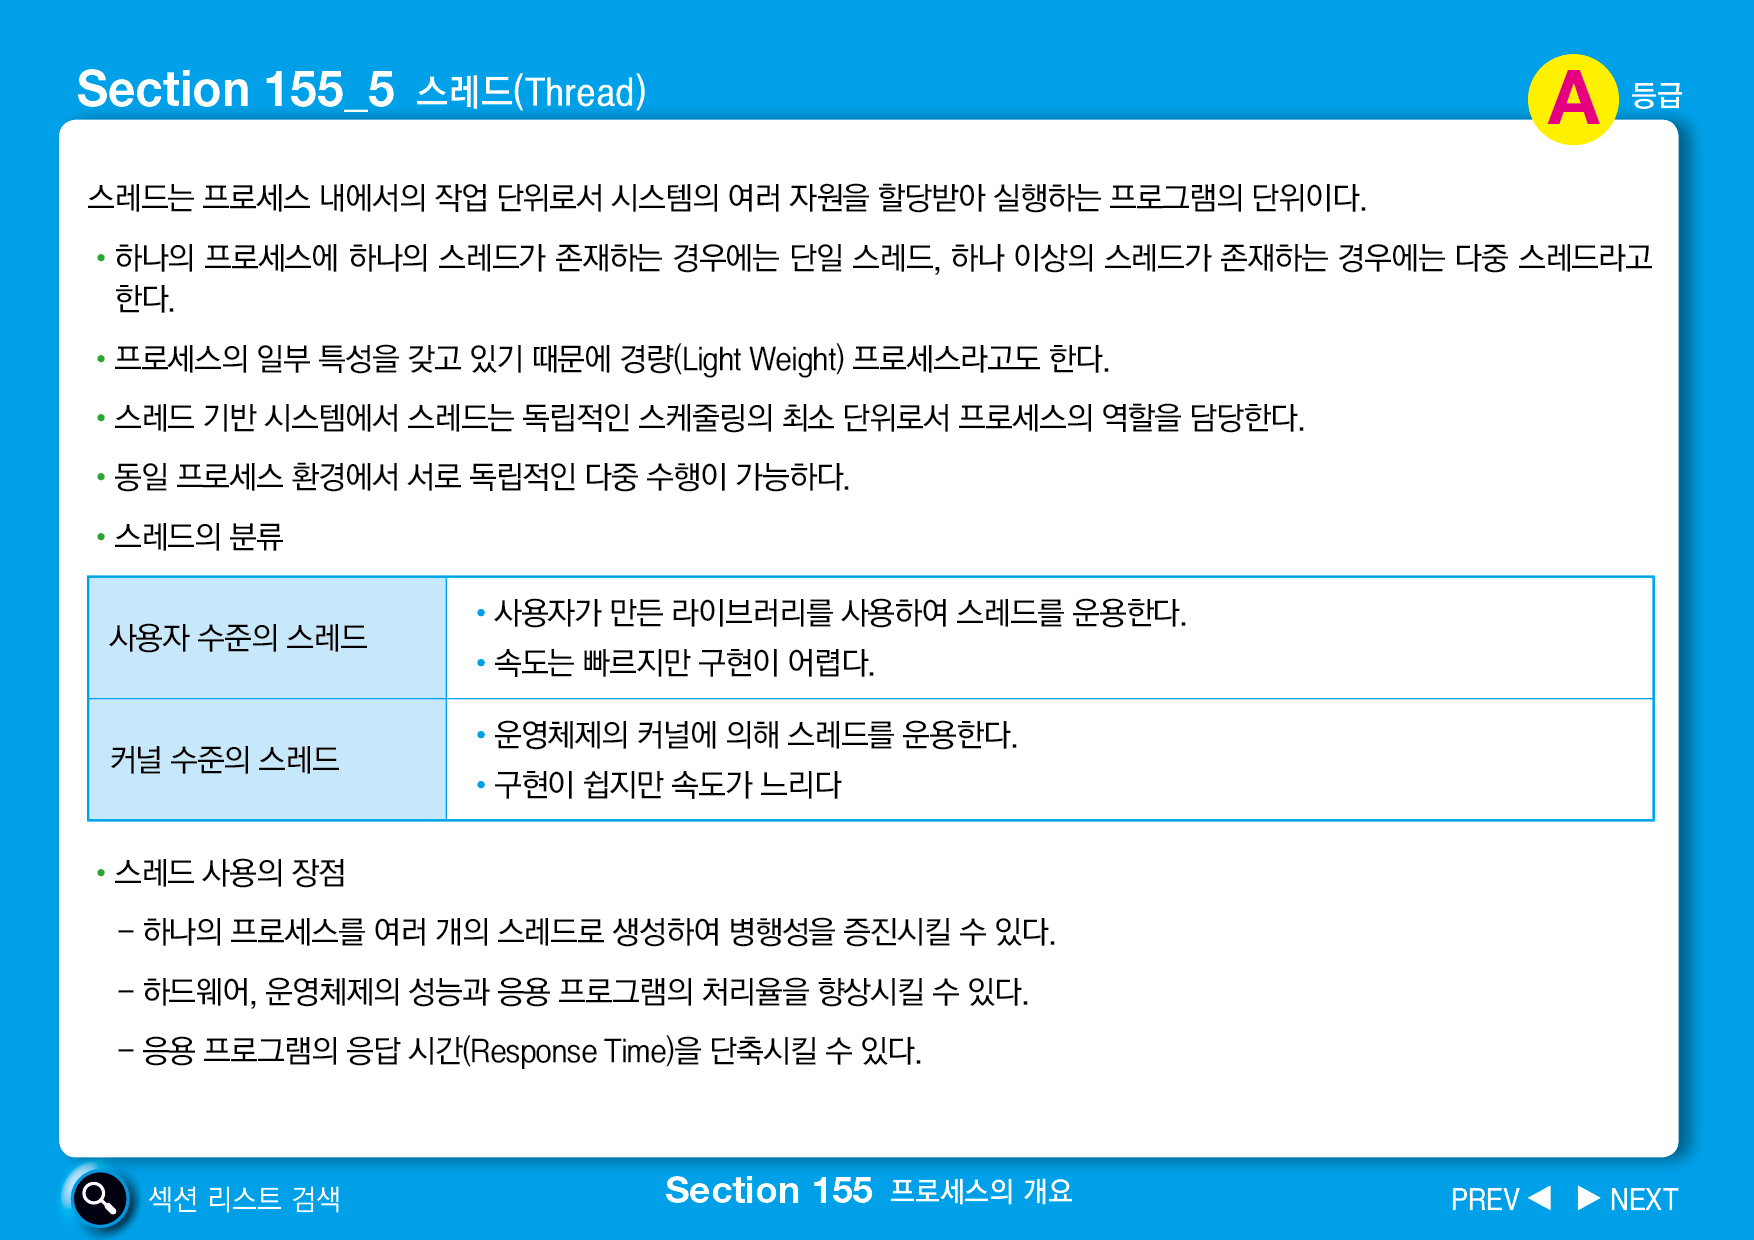 Section 155_5 스레드(Thread)
A 등급
스레드는 프로세스 내에서의 작업 단위로서 시스템의 여러 자원을 할당받아 실행하는 프로그램의 단위이다.
• 하나의 프로세스에 하나의 스레드가 존재하는 경우에는 단일 스레드, 하나 이상의 스레드가 존재하는 경우에는 다중 스레드라고
한다.
• 프로세스의 일부 특성을 갖고 있기 때문에 경량(Light Weight) 프로세스라고도 한다.
• 스레드 기반 시스템에서 스레드는 독립적인 스케줄링의 최소 단위로서 프로세스의 역할을 담당한다.
• 동일 프로세스 환경에서 서로 독립적인 다중 수행이 가능하다.
• 스레드의 분류
사용자 수준의 스레드
• 사용자가 만든 라이브러리를 사용하여 스레드를 운용한다.
• 속도는 빠르지만 구현이 어렵다.
커널 수준의 스레드
• 운영체제의 커널에 의해 스레드를 운용한다.
• 구현이 쉽지만 속도가 느리다
• 스레드 사용의 장점
– 하나의 프로세스를 여러 개의 스레드로 생성하여 병행성을 증진시킬 수 있다.
– 하드웨어, 운영체제의 성능과 응용 프로그램의 처리율을 향상시킬 수 있다.
– 응용 프로그램의 응답 시간(Response Time)을 단축시킬 수 있다.
섹션 리스트 검색
Section 155 프로세스의 개요
PREV ◀ ▶ NEXT